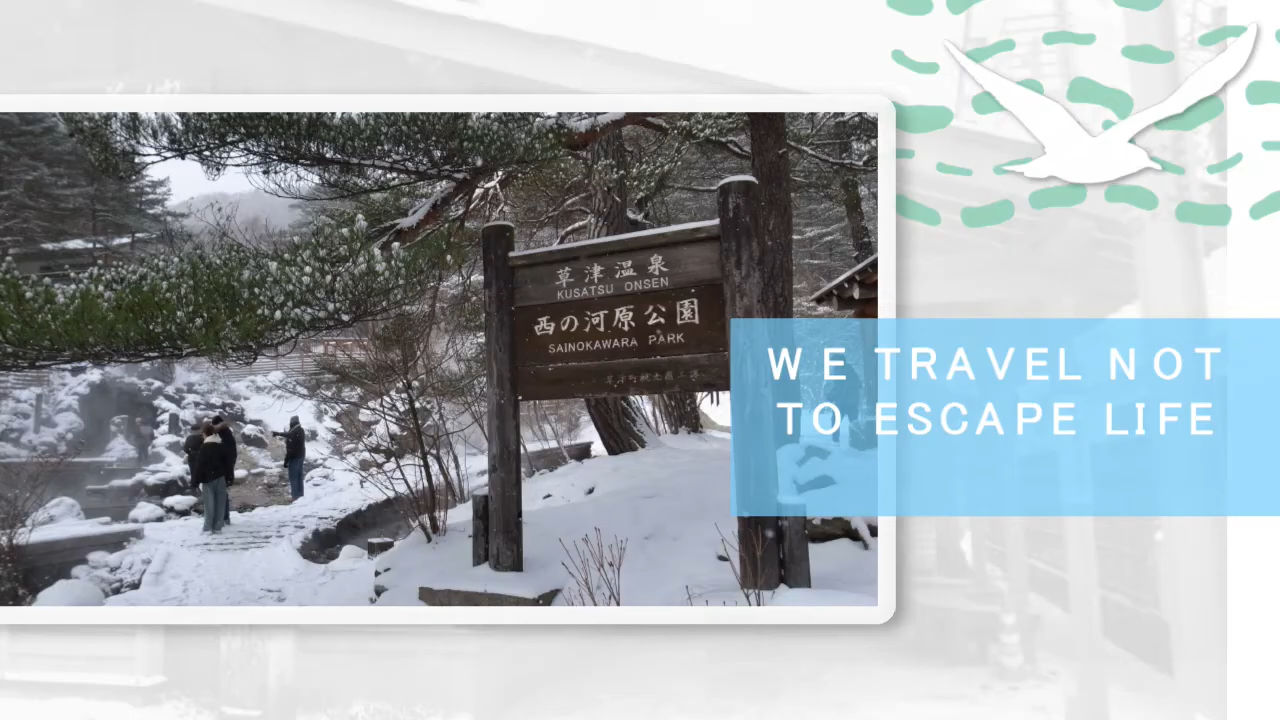 草津温泉
KUSATSU ONSEN
西の河原公園
SAINOKAWARA PARK
WE TRAVEL NOT
TO ESCAPE LIFE